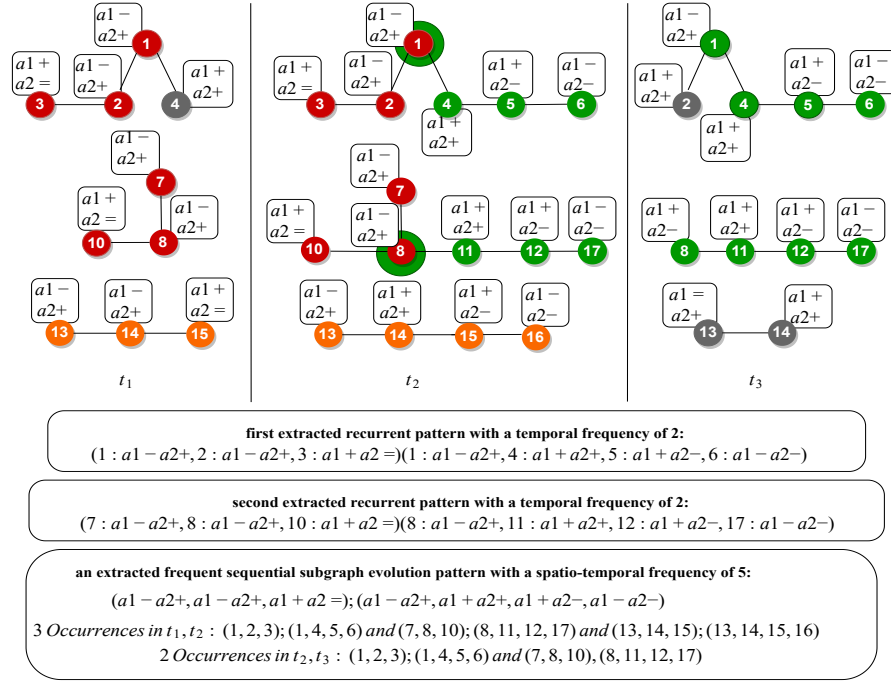 a1 −
a2+
1
a1 +
a2 =
3
a1 −
a2+
2
a1 +
a2+
4
a1 −
a2+
7
a1 +
a2 =
10
a1 −
a2+
8
a1 −
a2+
13
a1 −
a2+
14
a1 +
a2 =
15
t1
a1 −
a2+
1
a1 +
a2 =
3
a1 −
a2+
2
4
a1 +
a2+
a1 +
a2−
5
a1 −
a2−
6
a1 −
a2+
7
a1 +
a2 =
10
a1 −
a2+
8
a1 +
a2+
11
a1 +
a2−
12
a1 −
a2−
17
a1 −
a2+
13
a1 +
a2+
14
a1 +
a2−
15
a1 −
a2−
16
t2
a1 −
a2+
1
a1 +
a2+
2
4
a1 +
a2+
a1 +
a2−
5
a1 −
a2−
6
a1 +
a2−
8
a1 +
a2+
11
a1 +
a2−
12
a1 −
a2−
17
a1 =
a2+
13
a1 +
a2+
14
t3
first extracted recurrent pattern with a temporal frequency of 2:
(1 : a1 − a2+, 2 : a1 − a2+, 3 : a1 + a2 =)(1 : a1 − a2+, 4 : a1 + a2+, 5 : a1 + a2−, 6 : a1 − a2−)
second extracted recurrent pattern with a temporal frequency of 2:
(7 : a1 − a2+, 8 : a1 − a2+, 10 : a1 + a2 =)(8 : a1 − a2+, 11 : a1 + a2+, 12 : a1 + a2−, 17 : a1 − a2−)
an extracted frequent sequential subgraph evolution pattern with a spatio-temporal frequency of 5:
(a1 − a2+, a1 − a2+, a1 + a2 =); (a1 − a2+, a1 + a2+, a1 + a2−, a1 − a2−)
3 Occurrences in t1, t2 : (1, 2, 3); (1, 4, 5, 6) and (7, 8, 10); (8, 11, 12, 17) and (13, 14, 15); (13, 14, 15, 16)
2 Occurrences in t2, t3 : (1, 2, 3); (1, 4, 5, 6) and (7, 8, 10), (8, 11, 12, 17)